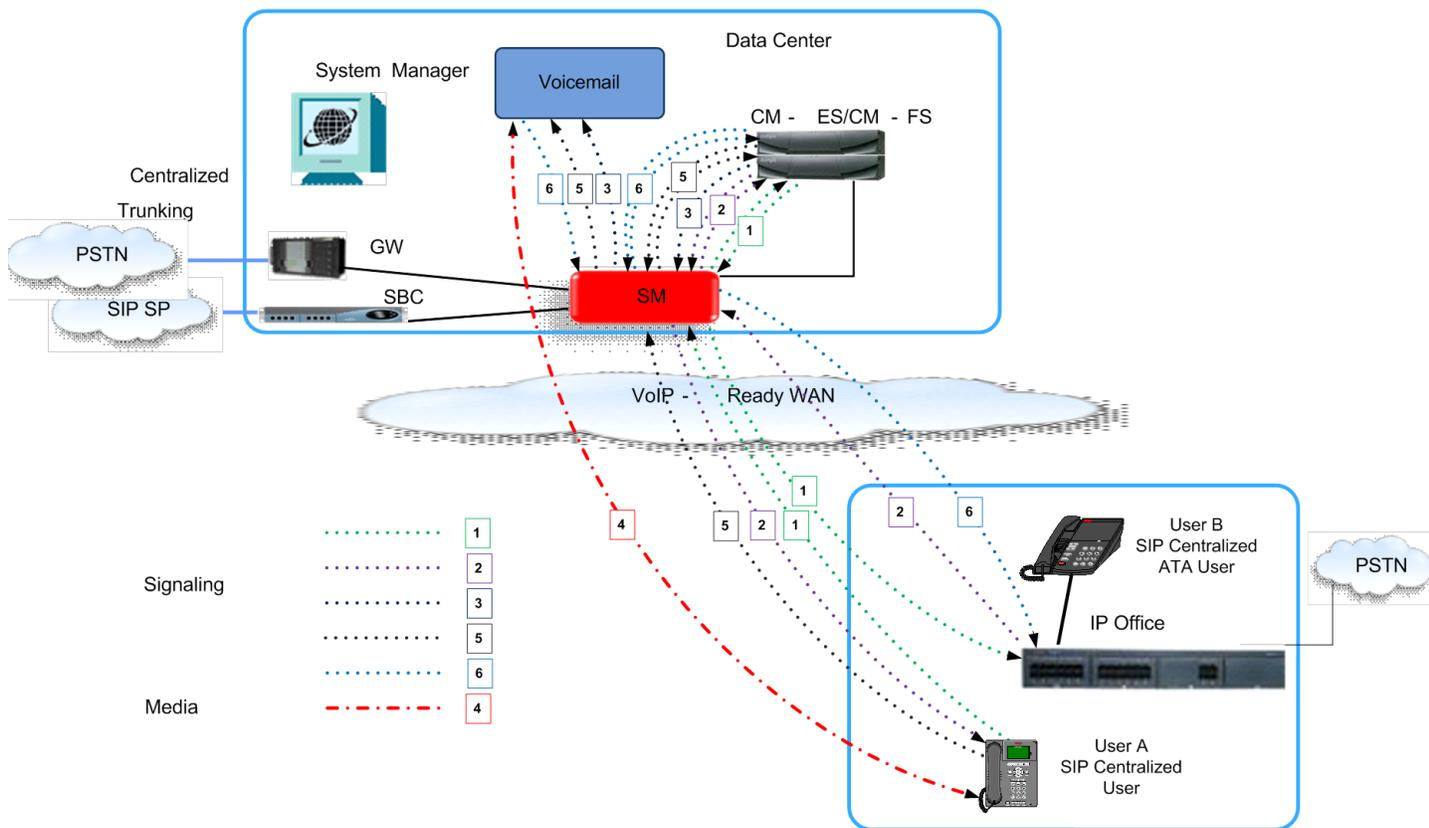 Data Center
System Manager
Voicemail
CM - ES/CM - FS
Centralized
Trunking
PSTN
SIP SP
GW
SBC
SM
6
5
3
6
5
3
2
1
VoIP - Ready WAN
1
4
5
2
1
2
6
Signaling
1
2
3
5
6
Media
4
User B
SIP Centralized
ATA User
PSTN
IP Office
User A
SIP Centralized
User